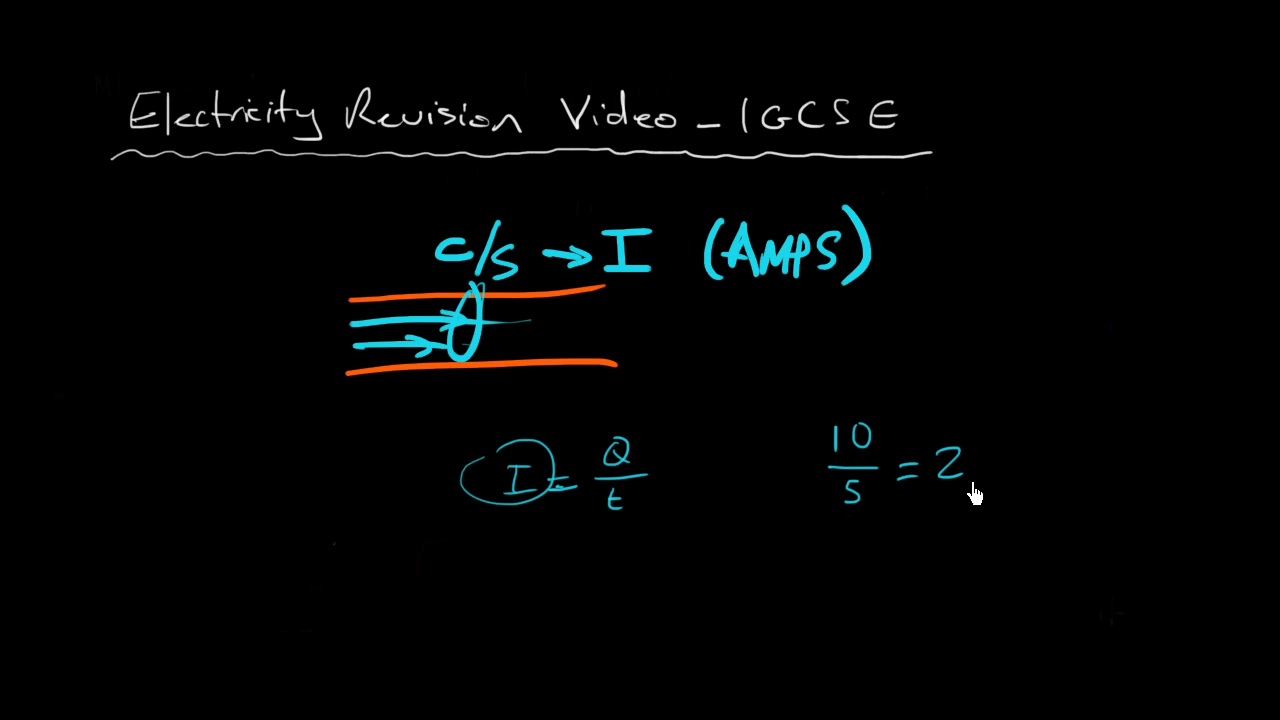 Electricity Revision Video - IGCSE
C/S → I (AMPS)
I = Q/t
10/5 = 2